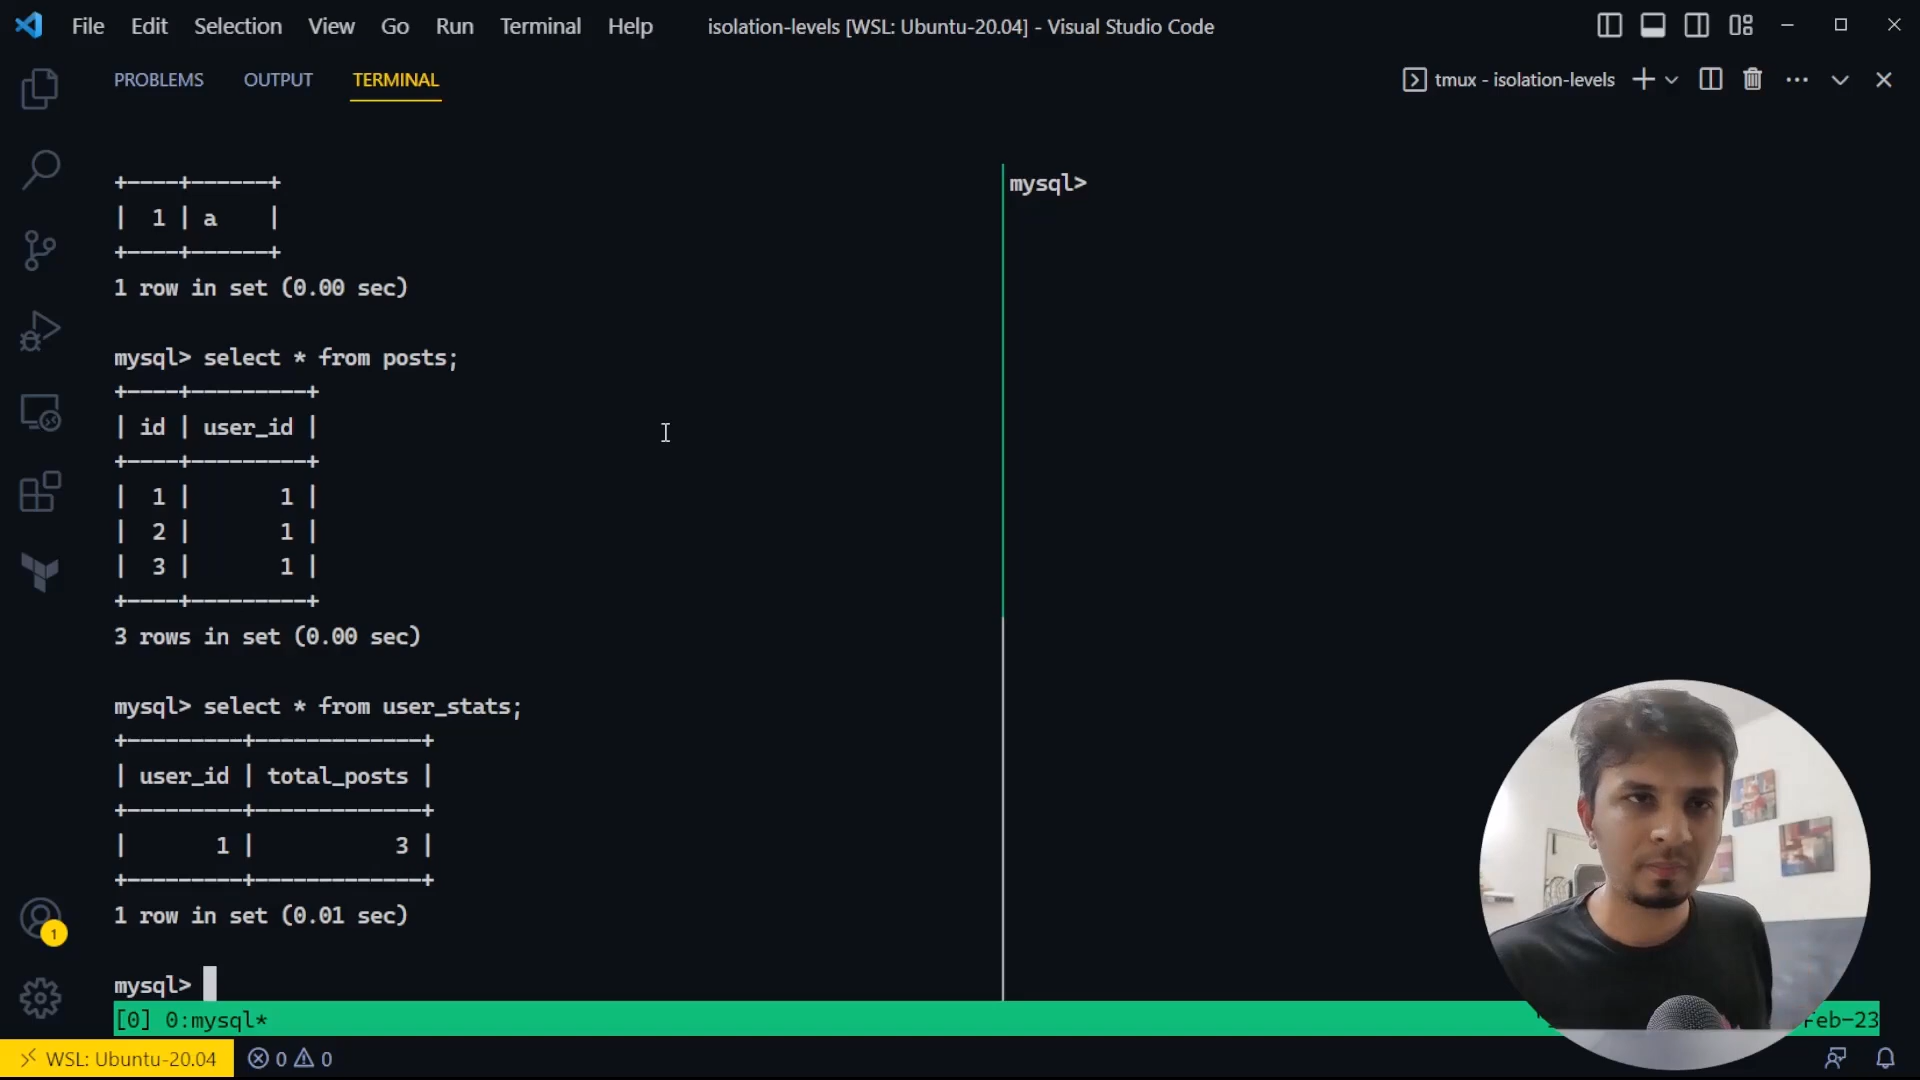 File Edit Selection View Go Run Terminal Help isolation-levels [WSL: Ubuntu-20.04] - Visual Studio Code
PROBLEMS OUTPUT TERMINAL tmux - isolation-levels
+----+------+
| 1 | a |
+----+------+
1 row in set (0.00 sec)
mysql> select * from posts;
+----+---------+
| id | user_id |
+----+---------+
| 1 | 1 |
| 2 | 1 |
| 3 | 1 |
+----+---------+
3 rows in set (0.00 sec)
mysql> select * from user_stats;
+---------+-------------+
| user_id | total_posts |
+---------+-------------+
| 1 | 3 |
+---------+-------------+
1 row in set (0.01 sec)
mysql>
mysql>
[0] 0:mysql* Feb-23
1
WSL: Ubuntu-20.04 0 0